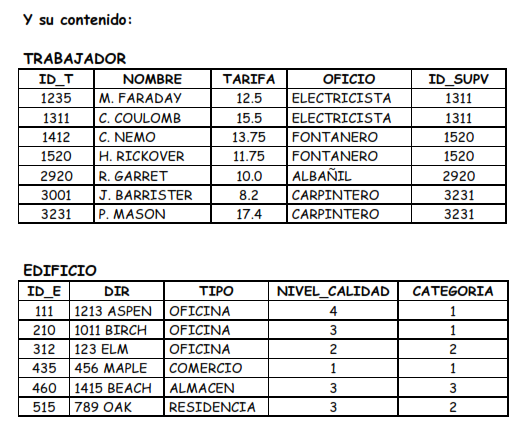 Y su contenido:
TRABAJADOR
ID_T NOMBRE TARIFA OFICIO ID_SUPV
1235 M. FARADAY 12.5 ELECTRICISTA 1311
1311 C. COULOMB 15.5 ELECTRICISTA 1311
1412 C. NEMO 13.75 FONTANERO 1520
1520 H. RICKOVER 11.75 FONTANERO 1520
2920 R. GARRET 10.0 ALBAÑIL 2920
3001 J. BARRISTER 8.2 CARPINTERO 3231
3231 P. MASON 17.4 CARPINTERO 3231
EDIFICIO
ID_E DIR TIPO NIVEL_CALIDAD CATEGORIA
111 1213 ASPEN OFICINA 4 1
210 1011 BIRCH OFICINA 3 1
312 123 ELM OFICINA 2 2
435 456 MAPLE COMERCIO 1 1
460 1415 BEACH ALMACEN 3 3
515 789 OAK RESIDENCIA 3 2